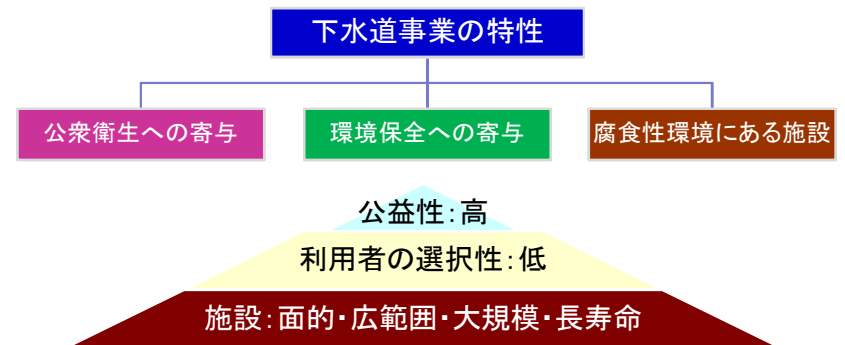 下水道事業の特性
公衆衛生への寄与
環境保全への寄与
腐食性環境にある施設
公益性：高
利用者の選択性：低
施設：面的・広範囲・大規模・長寿命